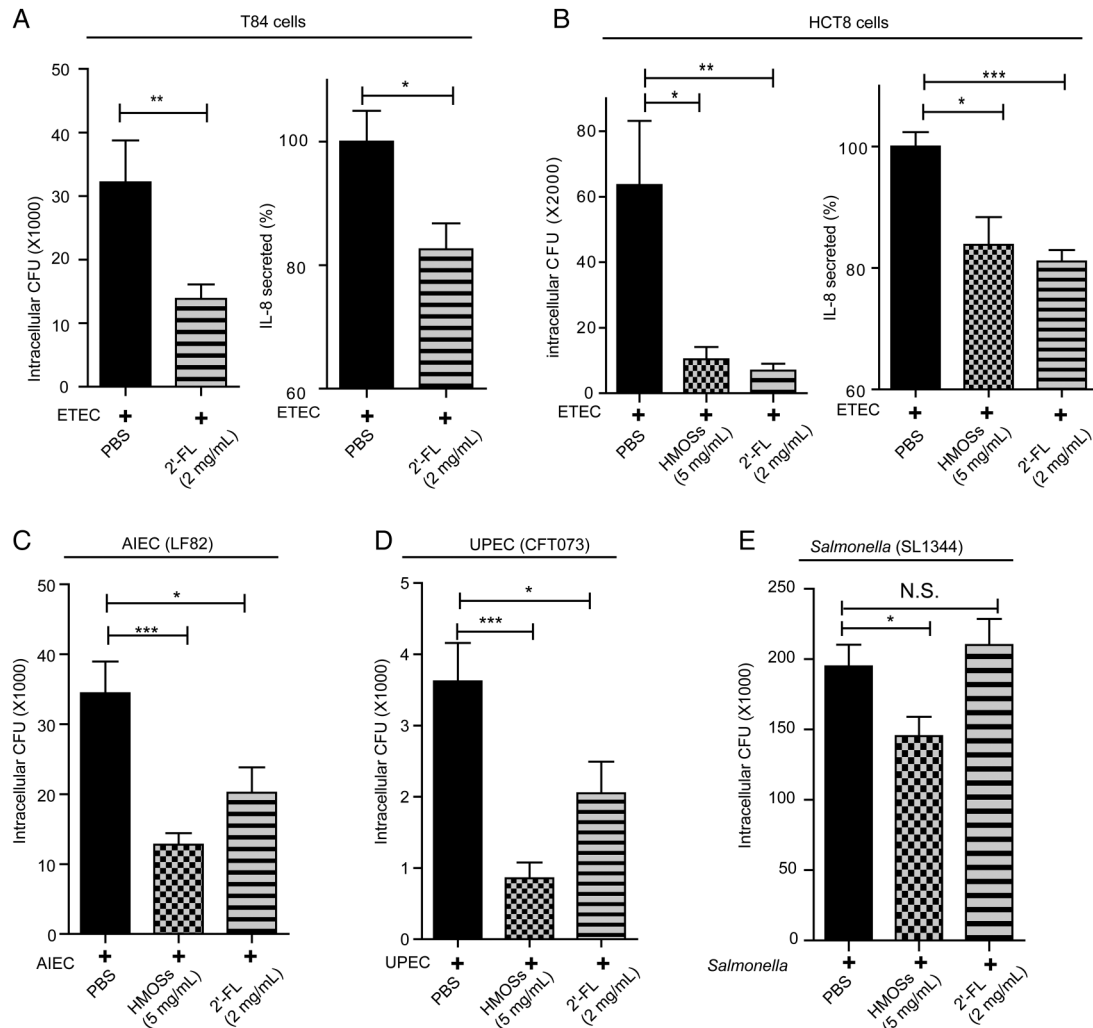 A
T84 cells
Intracellular CFU (X1000)
50
40
30
20
10
0
**
ETEC + +
PBS
2'-FL
(2 mg/mL)
IL-8 secreted (%)
100
80
60
*
+ +
PBS
2'-FL
(2 mg/mL)
B
HCT8 cells
intracellular CFU (X2000)
80
60
40
20
0
**
*
ETEC + + +
PBS
HMOSs
(5 mg/mL)
2'-FL
(2 mg/mL)
IL-8 secreted (%)
100
80
60
***
*
ETEC + + +
PBS
HMOSs
(5 mg/mL)
2'-FL
(2 mg/mL)
C
AIEC (LF82)
Intracellular CFU (X1000)
50
40
30
20
10
0
*
***
AIEC + + +
PBS
HMOSs
(5 mg/mL)
2'-FL
(2 mg/mL)
D
UPEC (CFT073)
Intracellular CFU (X1000)
5
4
3
2
1
0
*
***
UPEC + + +
PBS
HMOSs
(5 mg/mL)
2'-FL
(2 mg/mL)
E
Salmonella (SL1344)
Intracellular CFU (X1000)
250
200
150
100
50
0
N.S.
*
Salmonella + + +
PBS
HMOSs
(5 mg/mL)
2'-FL
(2 mg/mL)